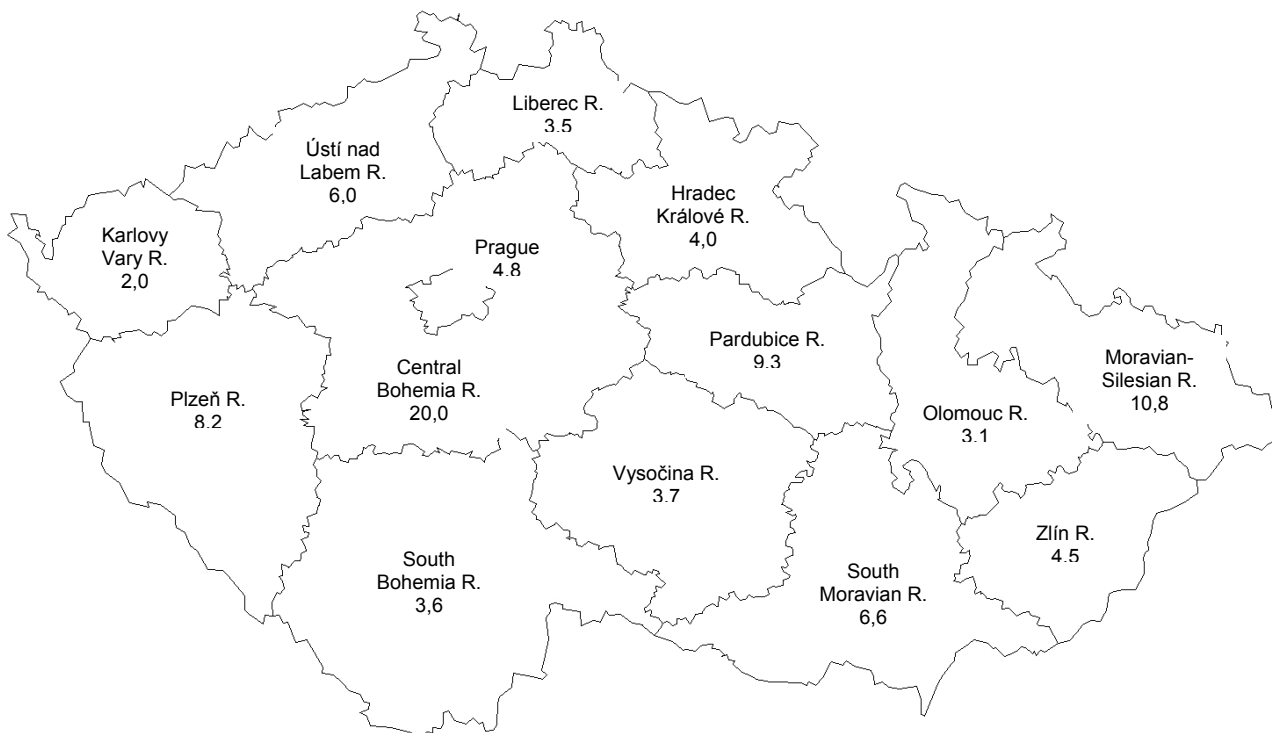 Liberec R.
3,5
Ústí nad
Labem R.
6,0
Hradec
Králové R.
4,0
Karlovy
Vary R.
2,0
Prague
4,8
Pardubice R.
9,3
Central
Bohemia R.
20,0
Moravian-
Silesian R.
10,8
Plzeň R.
8,2
Olomouc R.
3,1
Vysočina R.
3,7
Zlín R.
4,5
South
Bohemia R.
3,6
South
Moravian R.
6,6